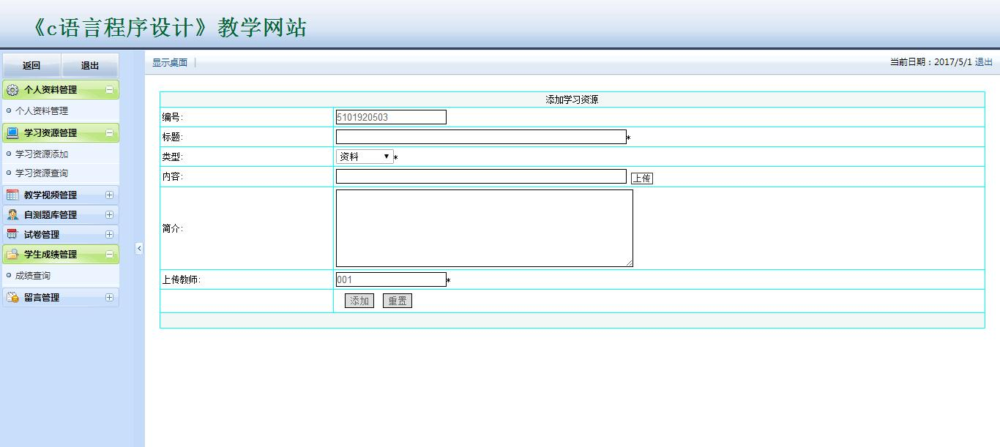 《c语言程序设计》教学网站
返回 退出
显示桌面 当前日期：2017/5/1 退出
个人资料管理
个人资料管理
学习资源管理
学习资源添加
学习资源查询
教学视频管理
自测题库管理
试卷管理
学生成绩管理
成绩查询
留言管理
添加学习资源
编号: 5101920503
标题: *
类型: 资料 *
内容: 上传
简介:
上传教师: 001 *
添加 重置